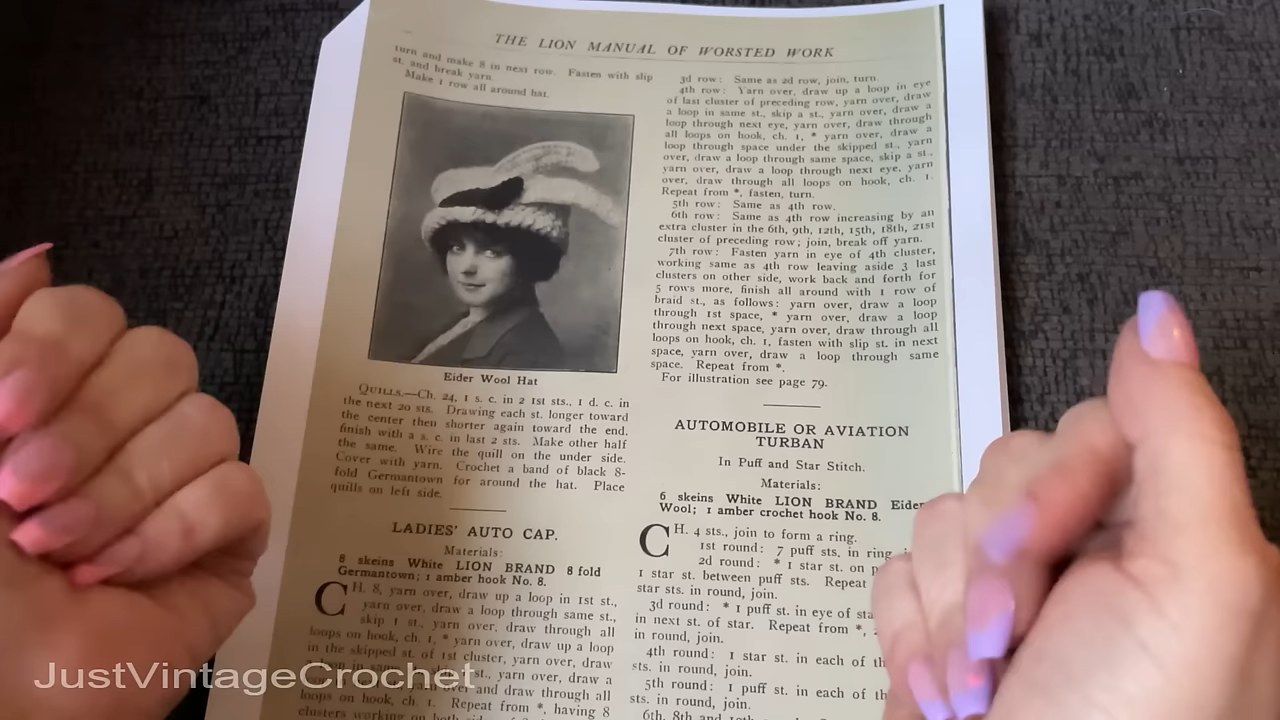 THE LION MANUAL OF WORSTED WORK
turn and make 8 in next row. Fasten with slip
st. and break yarn.
Make 1 row all around hat.
Eider Wool Hat
QUILLS.—Ch. 24, 1 s. c. in 2 1st sts., 1 d. c. in
the next 20 sts. Drawing each st. longer toward
the center then shorter again toward the end,
finish with a s. c. in last 2 sts. Make other half
the same. Wire the quill on the under side.
Cover with yarn. Crochet a band of black 8-
fold Germantown for around the hat. Place
quills on left side.
LADIES' AUTO CAP.
Materials:
8 skeins White LION BRAND 8 fold
Germantown; 1 amber hook No. 8.
CH. 8, yarn over, draw up a loop in 1st st.,
yarn over, draw a loop through same st.,
skip 1 st., yarn over, draw through all
loops on hook, ch. 1, * yarn over, draw up a loop
in the skipped st. of 1st cluster, yarn over, draw
loop in same st., yarn over and draw through all
loops on hook, ch. 1. Repeat from *, having 8
clusters working on both
3d row: Same as 2d row, join, turn.
4th row: Yarn over, draw up a loop in eye
of last cluster of preceding row, yarn over, draw
a loop in same st., skip a st., yarn over, draw a
loop through next eye, yarn over, draw through
all loops on hook, ch. 1, * yarn over, draw a
loop through space under the skipped st., yarn
over, draw a loop through same space, skip a st.,
yarn over, draw a loop through next eye, yarn
over, draw through all loops on hook, ch. 1.
Repeat from *, fasten, turn.
5th row: Same as 4th row.
6th row: Same as 4th row increasing by an
extra cluster in the 6th, 9th, 12th, 15th, 18th, 21st
cluster of preceding row; join, break off yarn.
7th row: Fasten yarn in eye of 4th cluster,
working same as 4th row leaving aside 3 last
clusters on other side, work back and forth for
5 rows more, finish all around with 1 row of
braid st., as follows: yarn over, draw a loop
through 1st space, * yarn over, draw a loop
through next space, yarn over, draw through all
loops on hook, ch. 1, fasten with slip st. in next
space, yarn over, draw a loop through same
space. Repeat from *.
For illustration see page 79.
AUTOMOBILE OR AVIATION
TURBAN
In Puff and Star Stitch.
Materials:
6 skeins White LION BRAND Eider
Wool; 1 amber crochet hook No. 8.
CH. 4 sts., join to form a ring.
1st round: 7 puff sts. in ring,
2d round: * 1 star st. on
1 star st. between puff sts. Repeat
star sts. in round, join.
3d round: * 1 puff st. in eye of
in next st. of star. Repeat from *,
in round, join.
4th round: 1 star st. in each of
sts. in round, join.
5th round: 1 puff st. in each of
sts. in round, join.
6th, 8th and
JustVintageCrochet